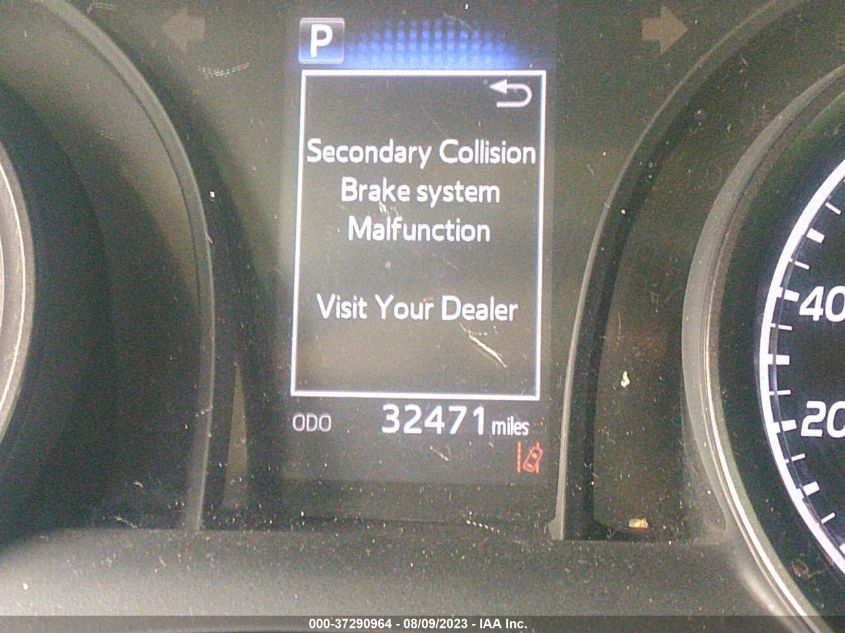 P
Secondary Collision
Brake system
Malfunction
Visit Your Dealer
40
20
ODO 32471 miles
000-37290964 - 08/09/2023 - IAA Inc.